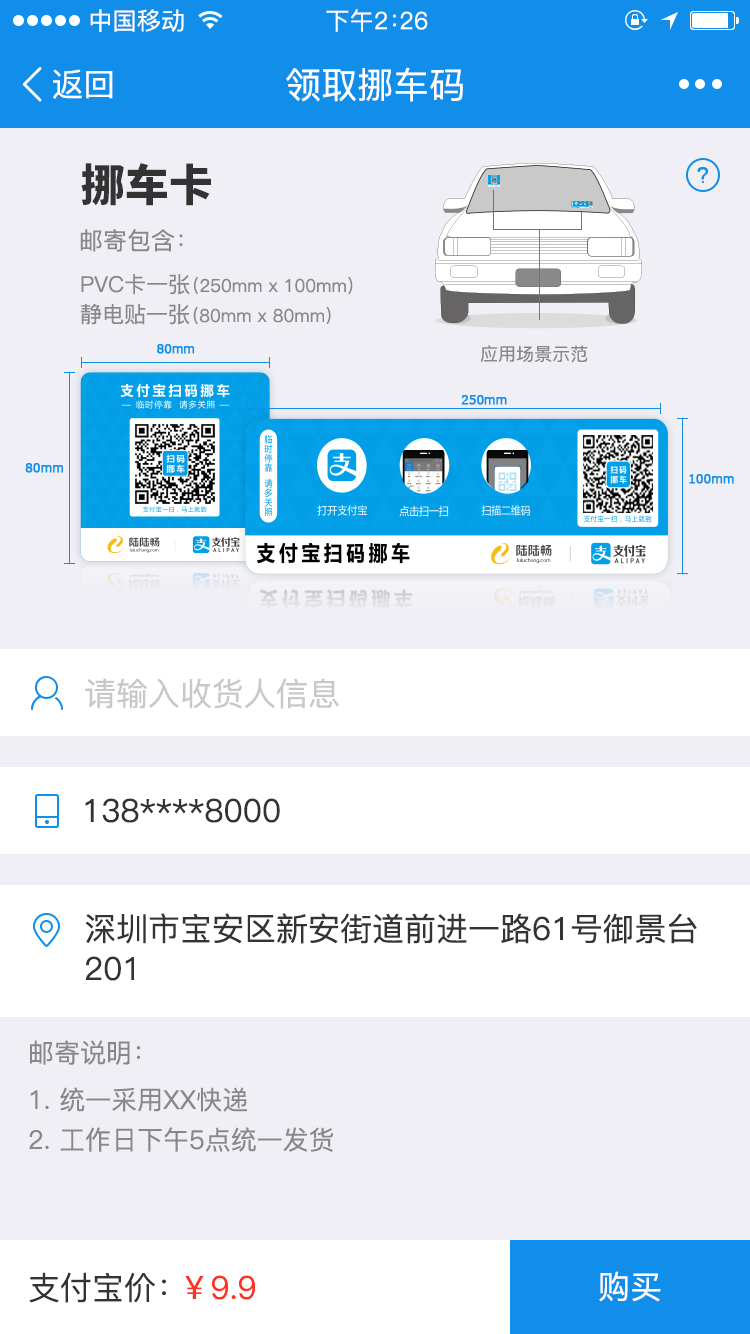 中国移动
下午2:26
返回
领取挪车码
挪车卡
邮寄包含：
PVC卡一张(250mm x 100mm)
静电贴一张(80mm x 80mm)
?
应用场景示范
80mm
80mm
支付宝扫码挪车
临时停靠 请多关照
扫码
挪车
支付宝一扫，马上就到
陆陆畅
luluchang.com
支付宝
ALIPAY
250mm
100mm
临时停靠 请多关照
支
打开支付宝
点击扫一扫
扫描二维码
扫码
挪车
支付宝一扫，马上就到
支付宝扫码挪车
陆陆畅
luluchang.com
支付宝
ALIPAY
请输入收货人信息
138****8000
深圳市宝安区新安街道前进一路61号御景台
201
邮寄说明：
1. 统一采用XX快递
2. 工作日下午5点统一发货
支付宝价：¥ 9.9
购买